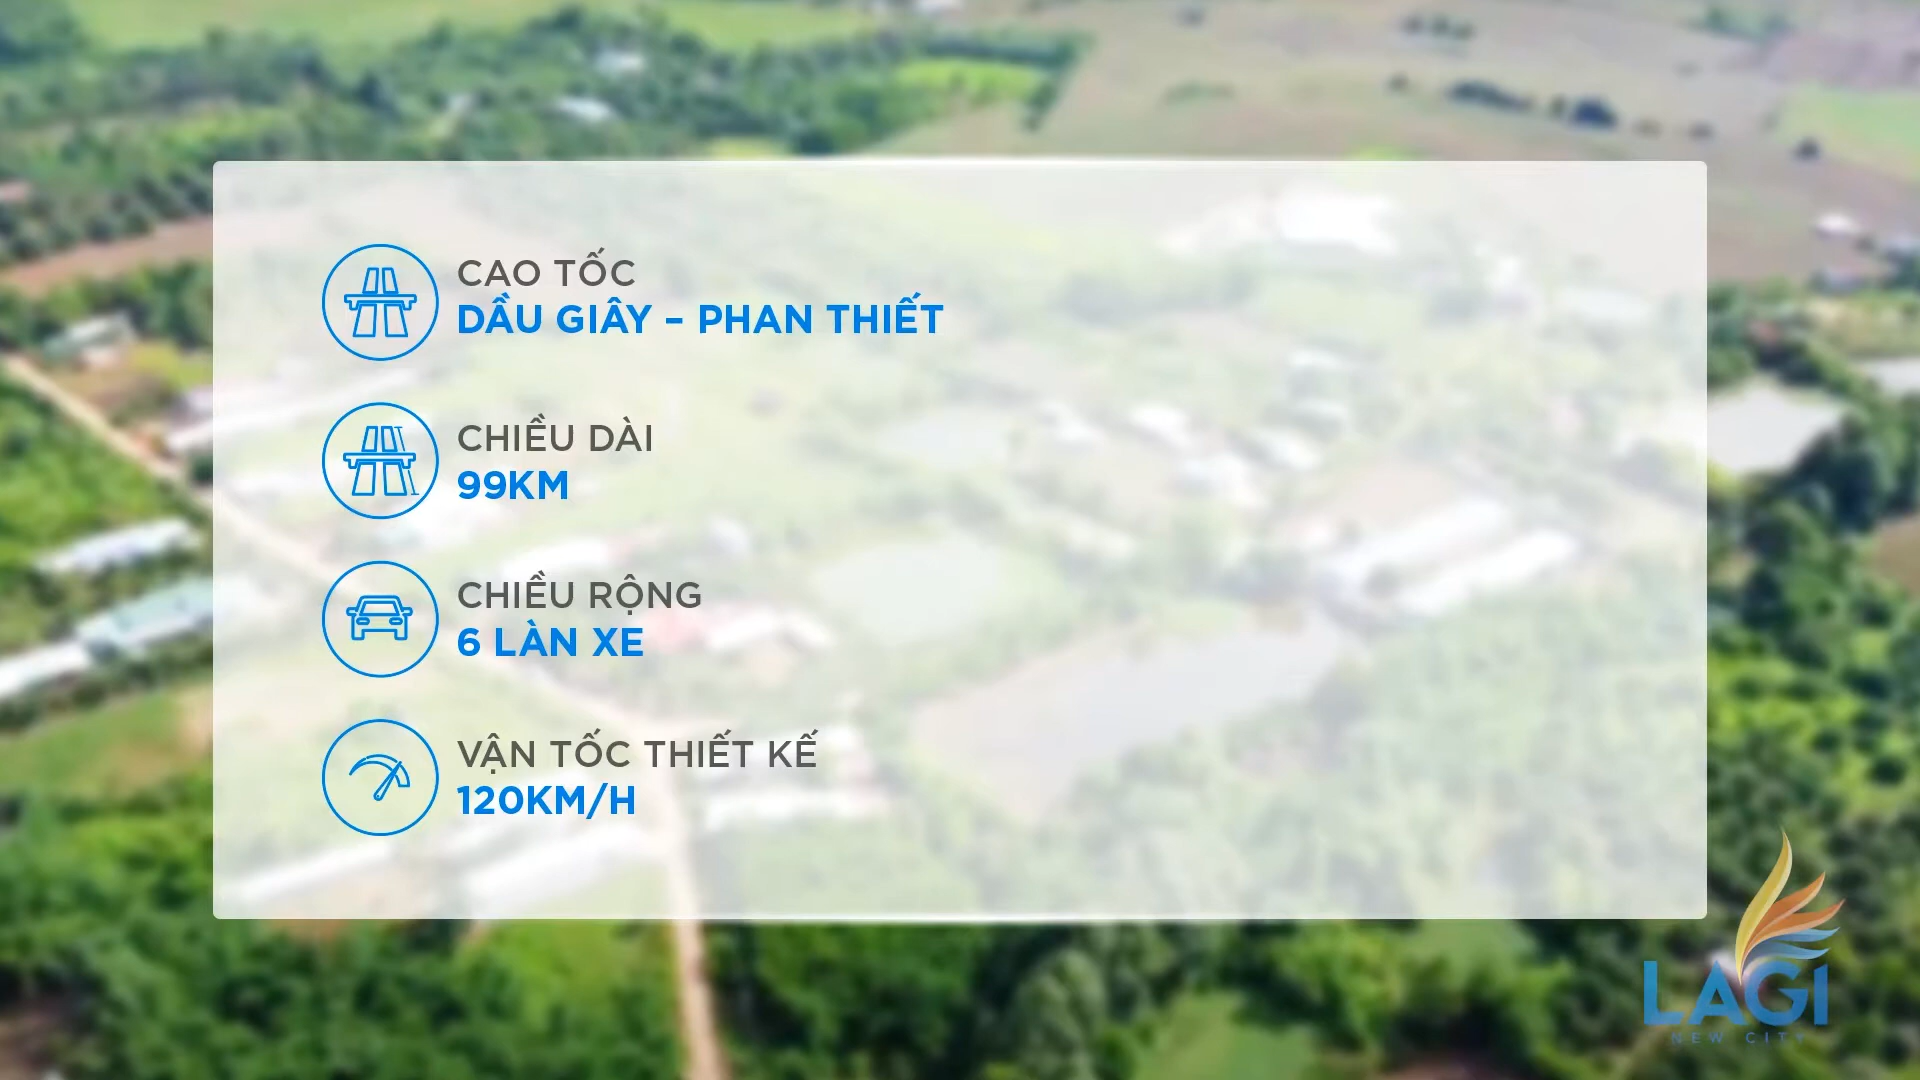 CAO TỐC
DẦU GIÂY – PHAN THIẾT
CHIỀU DÀI
99KM
CHIỀU RỘNG
6 LÀN XE
VẬN TỐC THIẾT KẾ
120KM/H
LAGI
NEW CITY